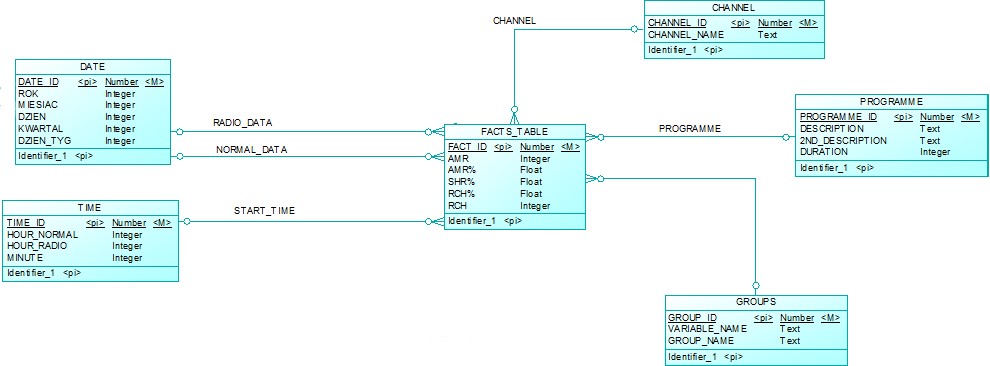 CHANNEL
CHANNEL_ID <pi> Number <M>
CHANNEL_NAME Text
Identifier_1 <pi>
CHANNEL
DATE
DATE_ID <pi> Number <M>
ROK Integer
MIESIAC Integer
DZIEN Integer
KWARTAL Integer
DZIEN_TYG Integer
Identifier_1 <pi>
RADIO_DATA
NORMAL_DATA
FACTS_TABLE
FACT_ID <pi> Number <M>
AMR Integer
AMR% Float
SHR% Float
RCH% Float
RCH Integer
Identifier_1 <pi>
PROGRAMME
PROGRAMME
PROGRAMME_ID <pi> Number <M>
DESCRIPTION Text
2ND_DESCRIPTION Text
DURATION Integer
Identifier_1 <pi>
TIME
TIME_ID <pi> Number <M>
HOUR_NORMAL Integer
HOUR_RADIO Integer
MINUTE Integer
Identifier_1 <pi>
START_TIME
GROUPS
GROUP_ID <pi> Number <M>
VARIABLE_NAME Text
GROUP_NAME Text
Identifier_1 <pi>